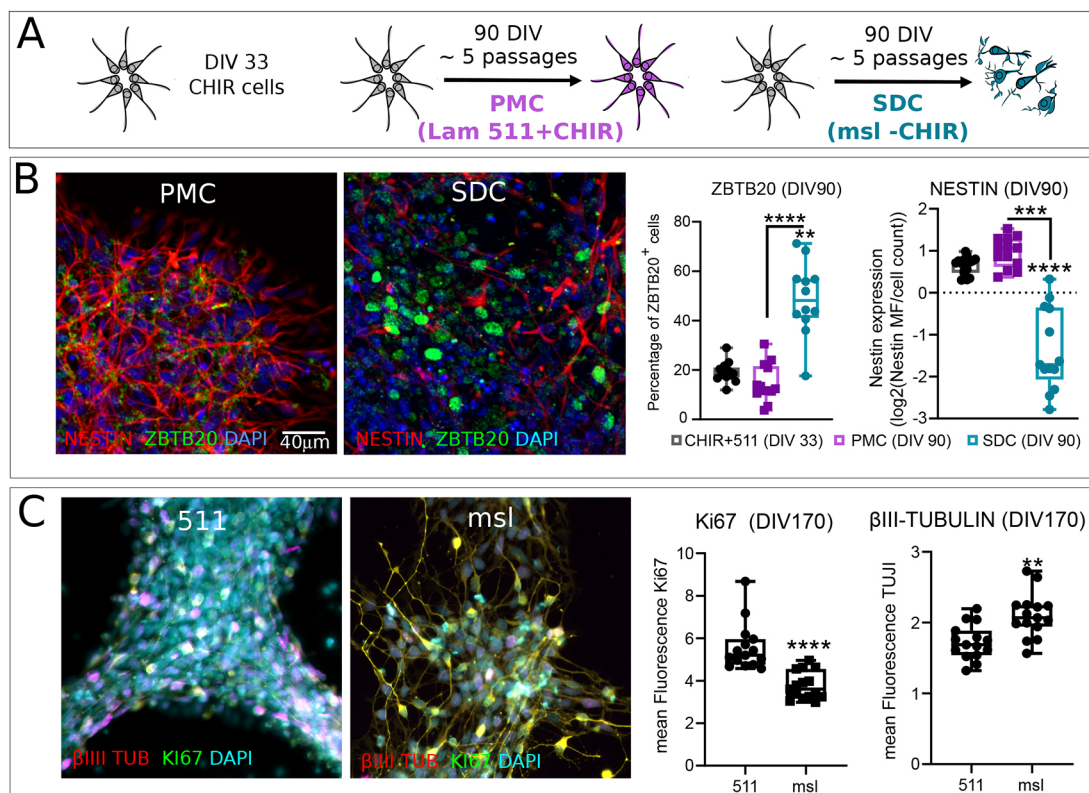 A
DIV 33
CHIR cells
90 DIV
~ 5 passages
PMC
(Lam 511+CHIR)
90 DIV
~ 5 passages
SDC
(msl -CHIR)
B
PMC
NESTIN ZBTB20 DAPI
40μm
SDC
NESTIN ZBTB20 DAPI
ZBTB20 (DIV90)
Percentage of ZBTB20+ cells
80
60
40
20
0
****
**
NESTIN (DIV90)
Nestin expression
(log2(Nestin MF/cell count))
2
1
0
-1
-2
-3
***
****
CHIR+511 (DIV 33) PMC (DIV 90) SDC (DIV 90)
C
511
βIIII TUB KI67 DAPI
msl
βIII TUB KI67 DAPI
Ki67 (DIV170)
mean Fluorescence Ki67
10
8
6
4
2
0
****
511 msl
βIII-TUBULIN (DIV170)
mean Fluorescence TUJI
3
2
1
0
**
511 msl